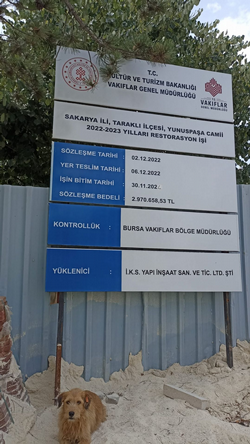 T.C.
KÜLTÜR VE TURİZM BAKANLIĞI
VAKIFLAR GENEL MÜDÜRLÜĞÜ
VAKIFLAR
SAKARYA İLİ, TARAKLI İLÇESİ, YUNUSPAŞA CAMİİ
2022-2023 YILLARI RESTORASYON İŞİ
SÖZLEŞME TARİHİ : 02.12.2022
YER TESLİM TARİHİ : 06.12.2022
İŞİN BİTİM TARİHİ : 30.11.202
SÖZLEŞME BEDELİ : 2.970.658,53 TL
KONTROLLÜK : BURSA VAKIFLAR BÖLGE MÜDÜRLÜĞÜ
YÜKLENİCİ : İ.K.S. YAPI İNŞAAT SAN. VE TİC. LTD. ŞTİ